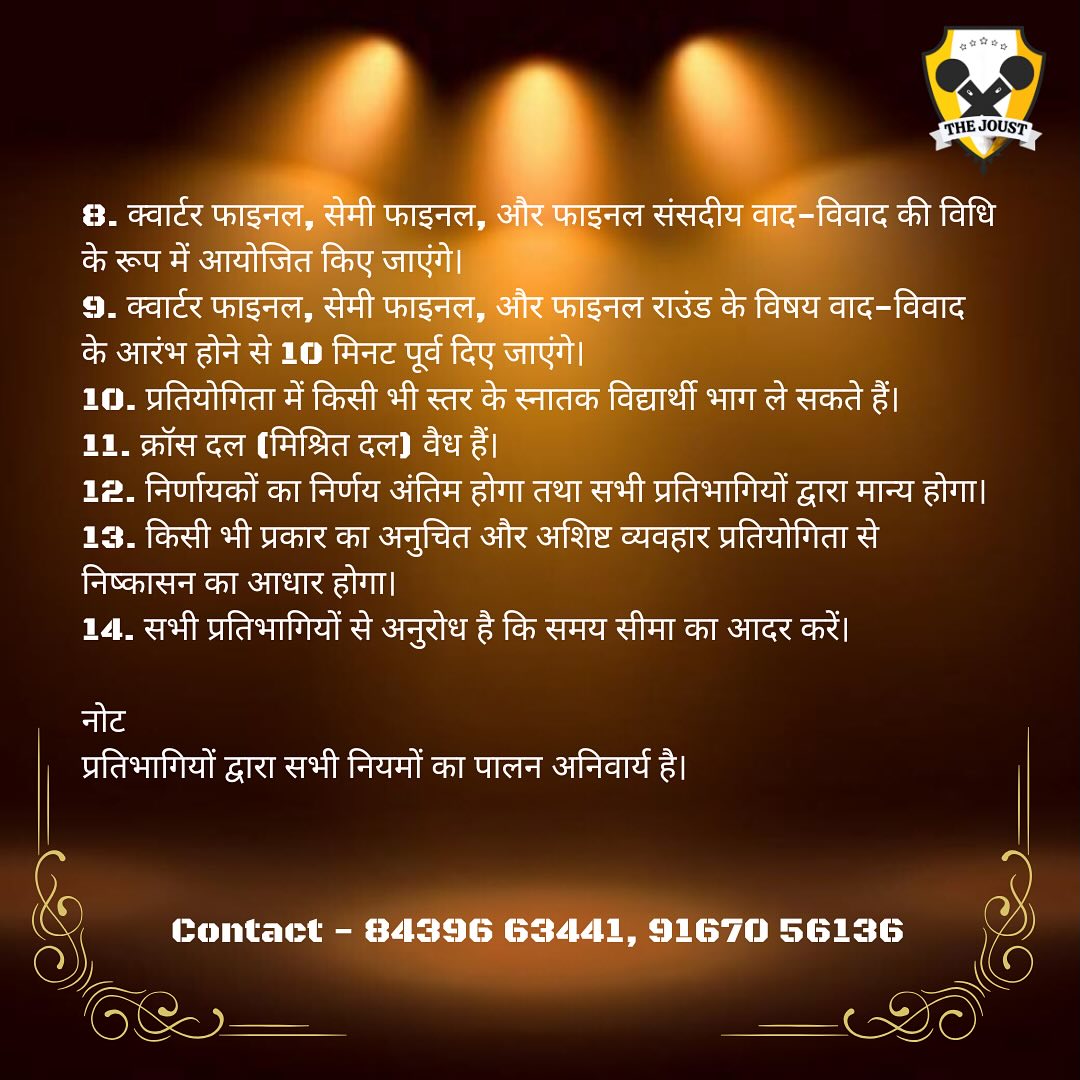 THE JOUST
8. क्वार्टर फाइनल, सेमी फाइनल, और फाइनल संसदीय वाद-विवाद की विधि
के रूप में आयोजित किए जाएंगे।
9. क्वार्टर फाइनल, सेमी फाइनल, और फाइनल राउंड के विषय वाद-विवाद
के आरंभ होने से 10 मिनट पूर्व दिए जाएंगे।
10. प्रतियोगिता में किसी भी स्तर के स्नातक विद्यार्थी भाग ले सकते हैं।
11. क्रॉस दल (मिश्रित दल) वैध हैं।
12. निर्णायकों का निर्णय अंतिम होगा तथा सभी प्रतिभागियों द्वारा मान्य होगा।
13. किसी भी प्रकार का अनुचित और अशिष्ट व्यवहार प्रतियोगिता से
निष्कासन का आधार होगा।
14. सभी प्रतिभागियों से अनुरोध है कि समय सीमा का आदर करें।
नोट
प्रतिभागियों द्वारा सभी नियमों का पालन अनिवार्य है।
Contact - 84396 63441, 91670 56136